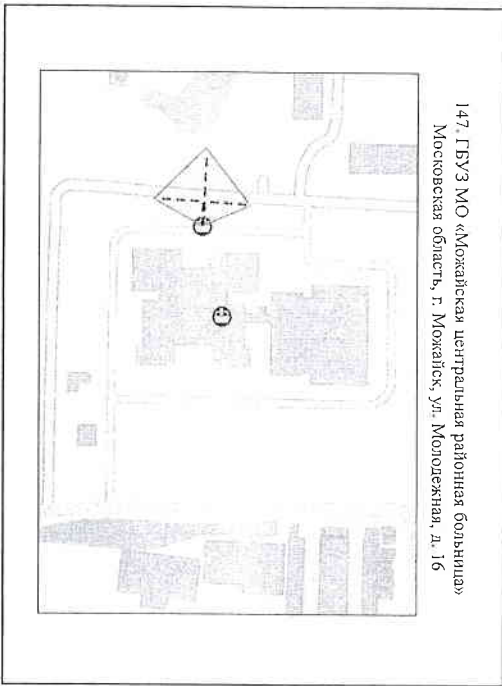 147. ГБУЗ МО «Можайская центральная районная больница»
Московская область, г. Можайск, ул. Молодежная, д. 16